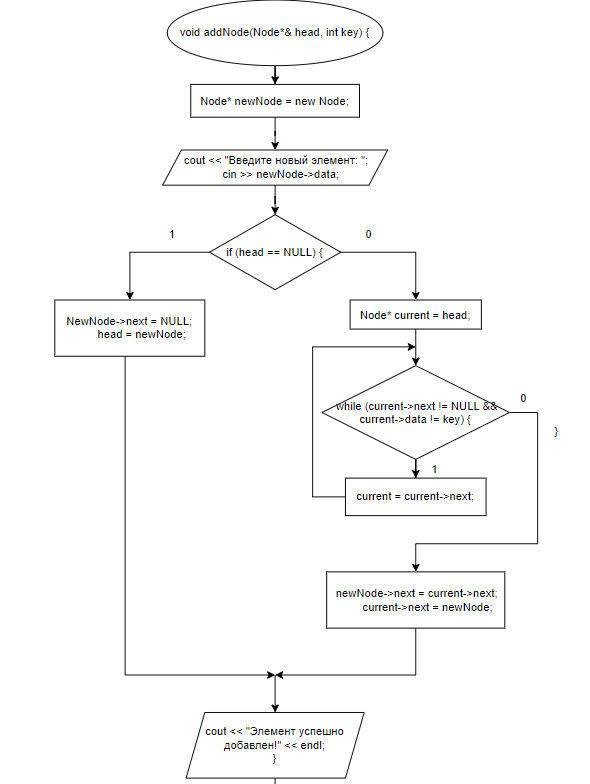 void addNode(Node*& head, int key) {
Node* newNode = new Node;
cout << "Введите новый элемент: ";
cin >> newNode->data;
1
0
if (head == NULL) {
NewNode->next = NULL;
head = newNode;
Node* current = head;
while (current->next != NULL &&
current->data != key) {
0
}
1
current = current->next;
newNode->next = current->next;
current->next = newNode;
cout << "Элемент успешно
добавлен!" << endl;
}